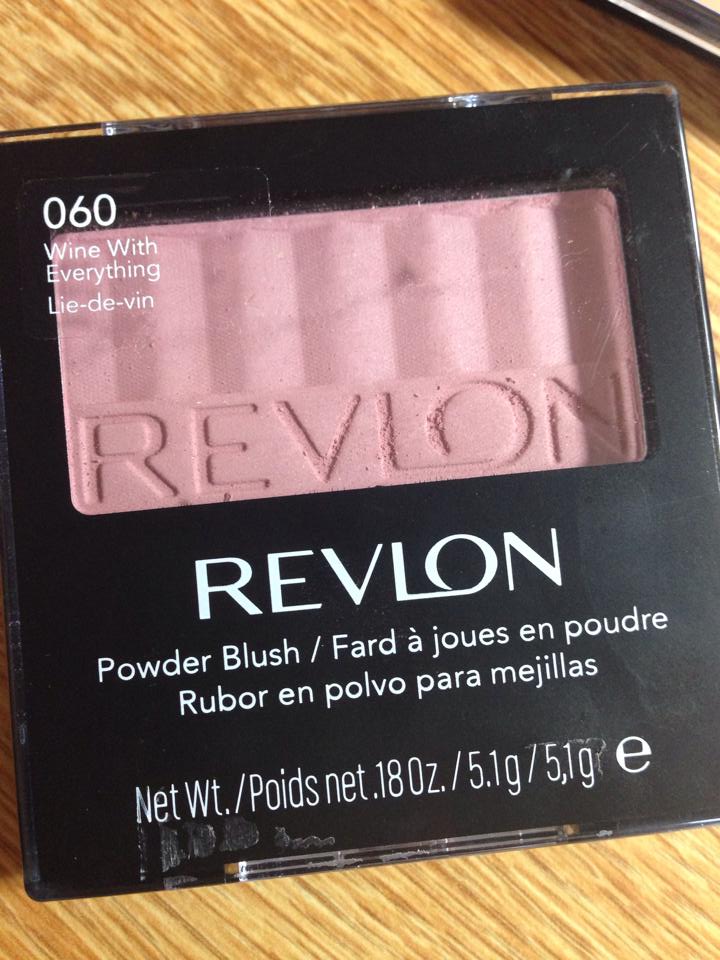 060
Wine With
Everything
Lie-de-vin
REVLON
REVLON
Powder Blush / Fard à joues en poudre
Rubor en polvo para mejillas
Net Wt./Poids net .18 Oz. / 5.1g / 5,1g e